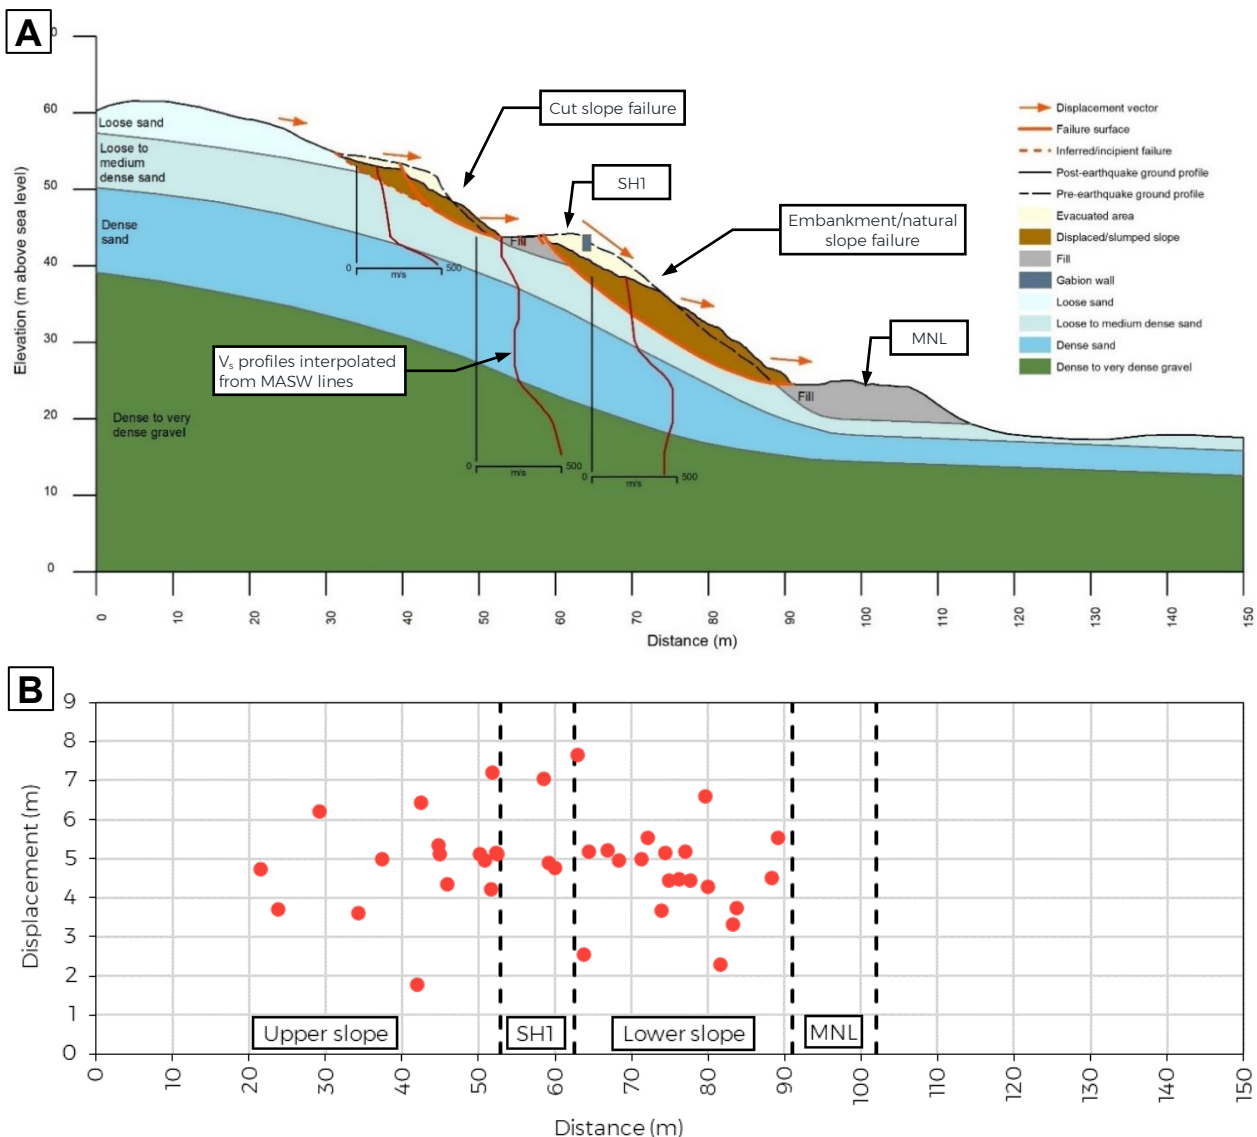 A
0
60
50
40
30
20
10
0
Elevation (m above sea level)
Loose sand
Loose to
medium
dense sand
Dense
sand
Dense to very
dense gravel
Cut slope failure
SH1
Embankment/natural
slope failure
MNL
Vₛ profiles interpolated
from MASW lines
Fill
Fill
0 500
m/s
0 500
m/s
0 500
m/s
Displacement vector
Failure surface
Inferred/incipient failure
Post-earthquake ground profile
Pre-earthquake ground profile
Evacuated area
Displaced/slumped slope
Fill
Gabion wall
Loose sand
Loose to medium dense sand
Dense sand
Dense to very dense gravel
0 10 20 30 40 50 60 70 80 90 100 110 120 130 140 150
Distance (m)
B
9
8
7
6
5
4
3
2
1
0
Displacement (m)
Upper slope
SH1
Lower slope
MNL
0 10 20 30 40 50 60 70 80 90 100 110 120 130 140 150
Distance (m)